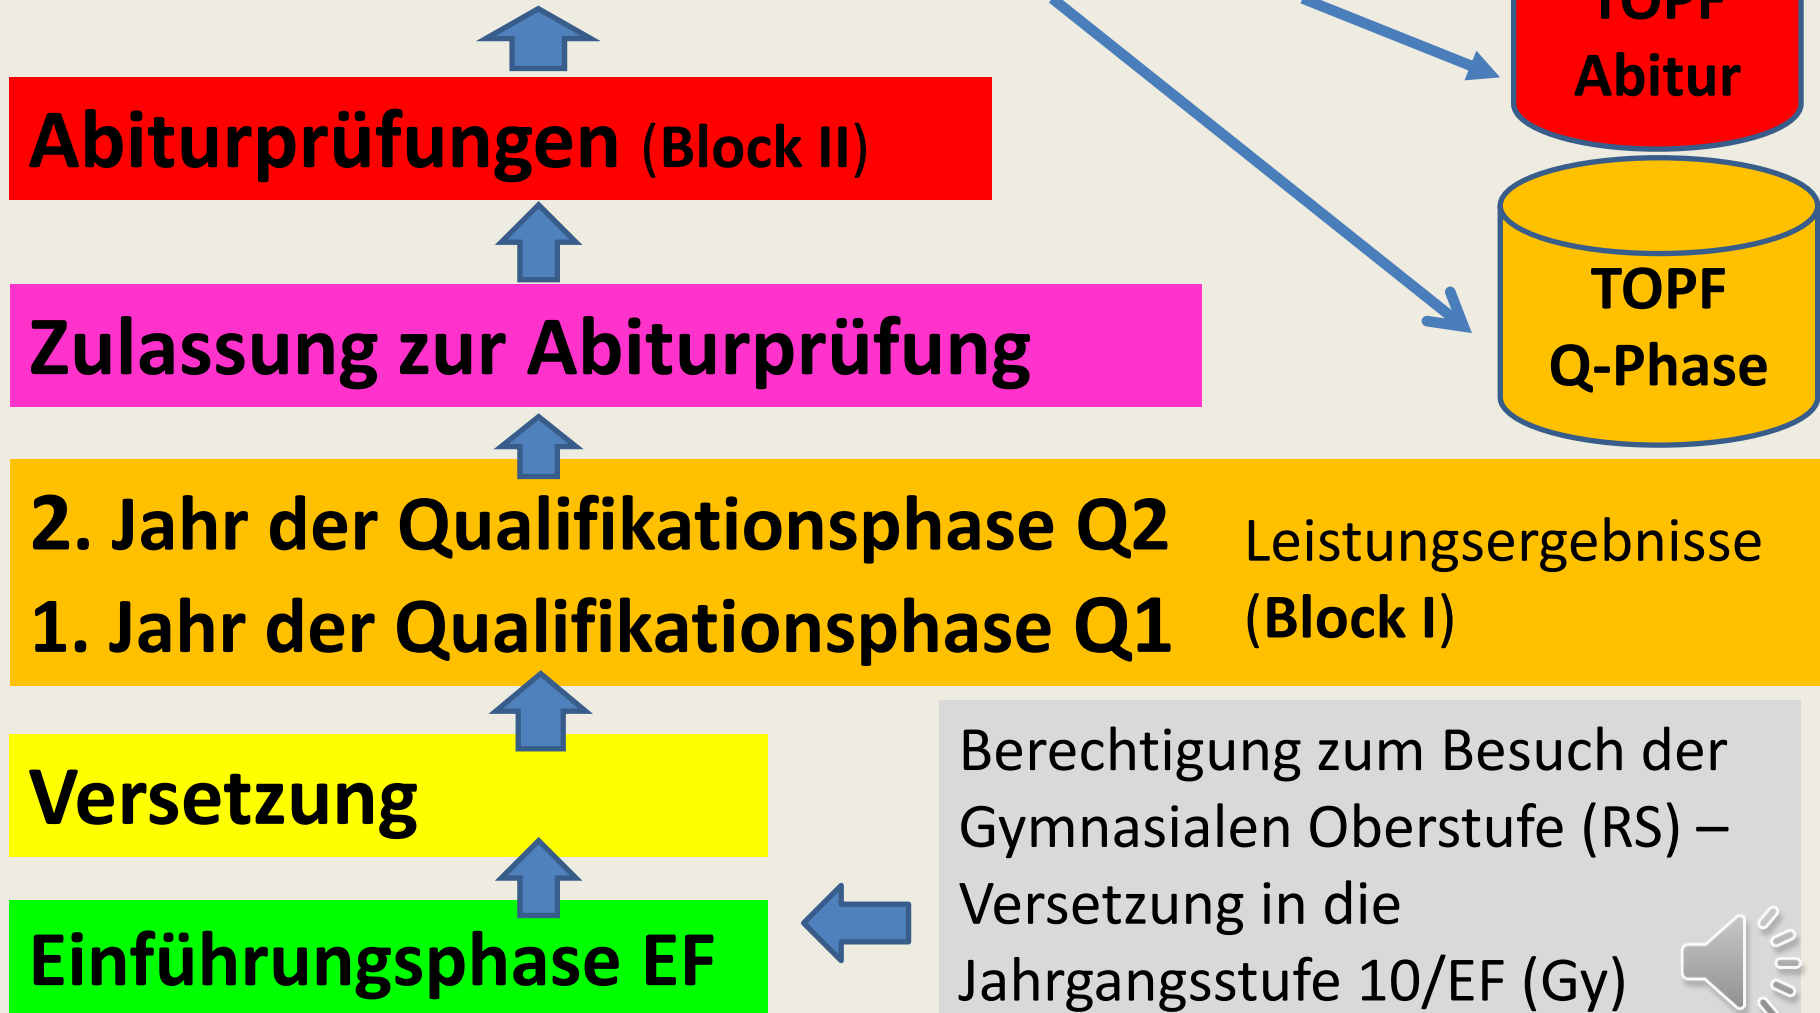 TOPF
Abitur
Abiturprüfungen (Block II)
TOPF
Q-Phase
Zulassung zur Abiturprüfung
2. Jahr der Qualifikationsphase Q2
1. Jahr der Qualifikationsphase Q1
Leistungsergebnisse
(Block I)
Versetzung
Einführungsphase EF
Berechtigung zum Besuch der
Gymnasialen Oberstufe (RS) –
Versetzung in die
Jahrgangsstufe 10/EF (Gy)